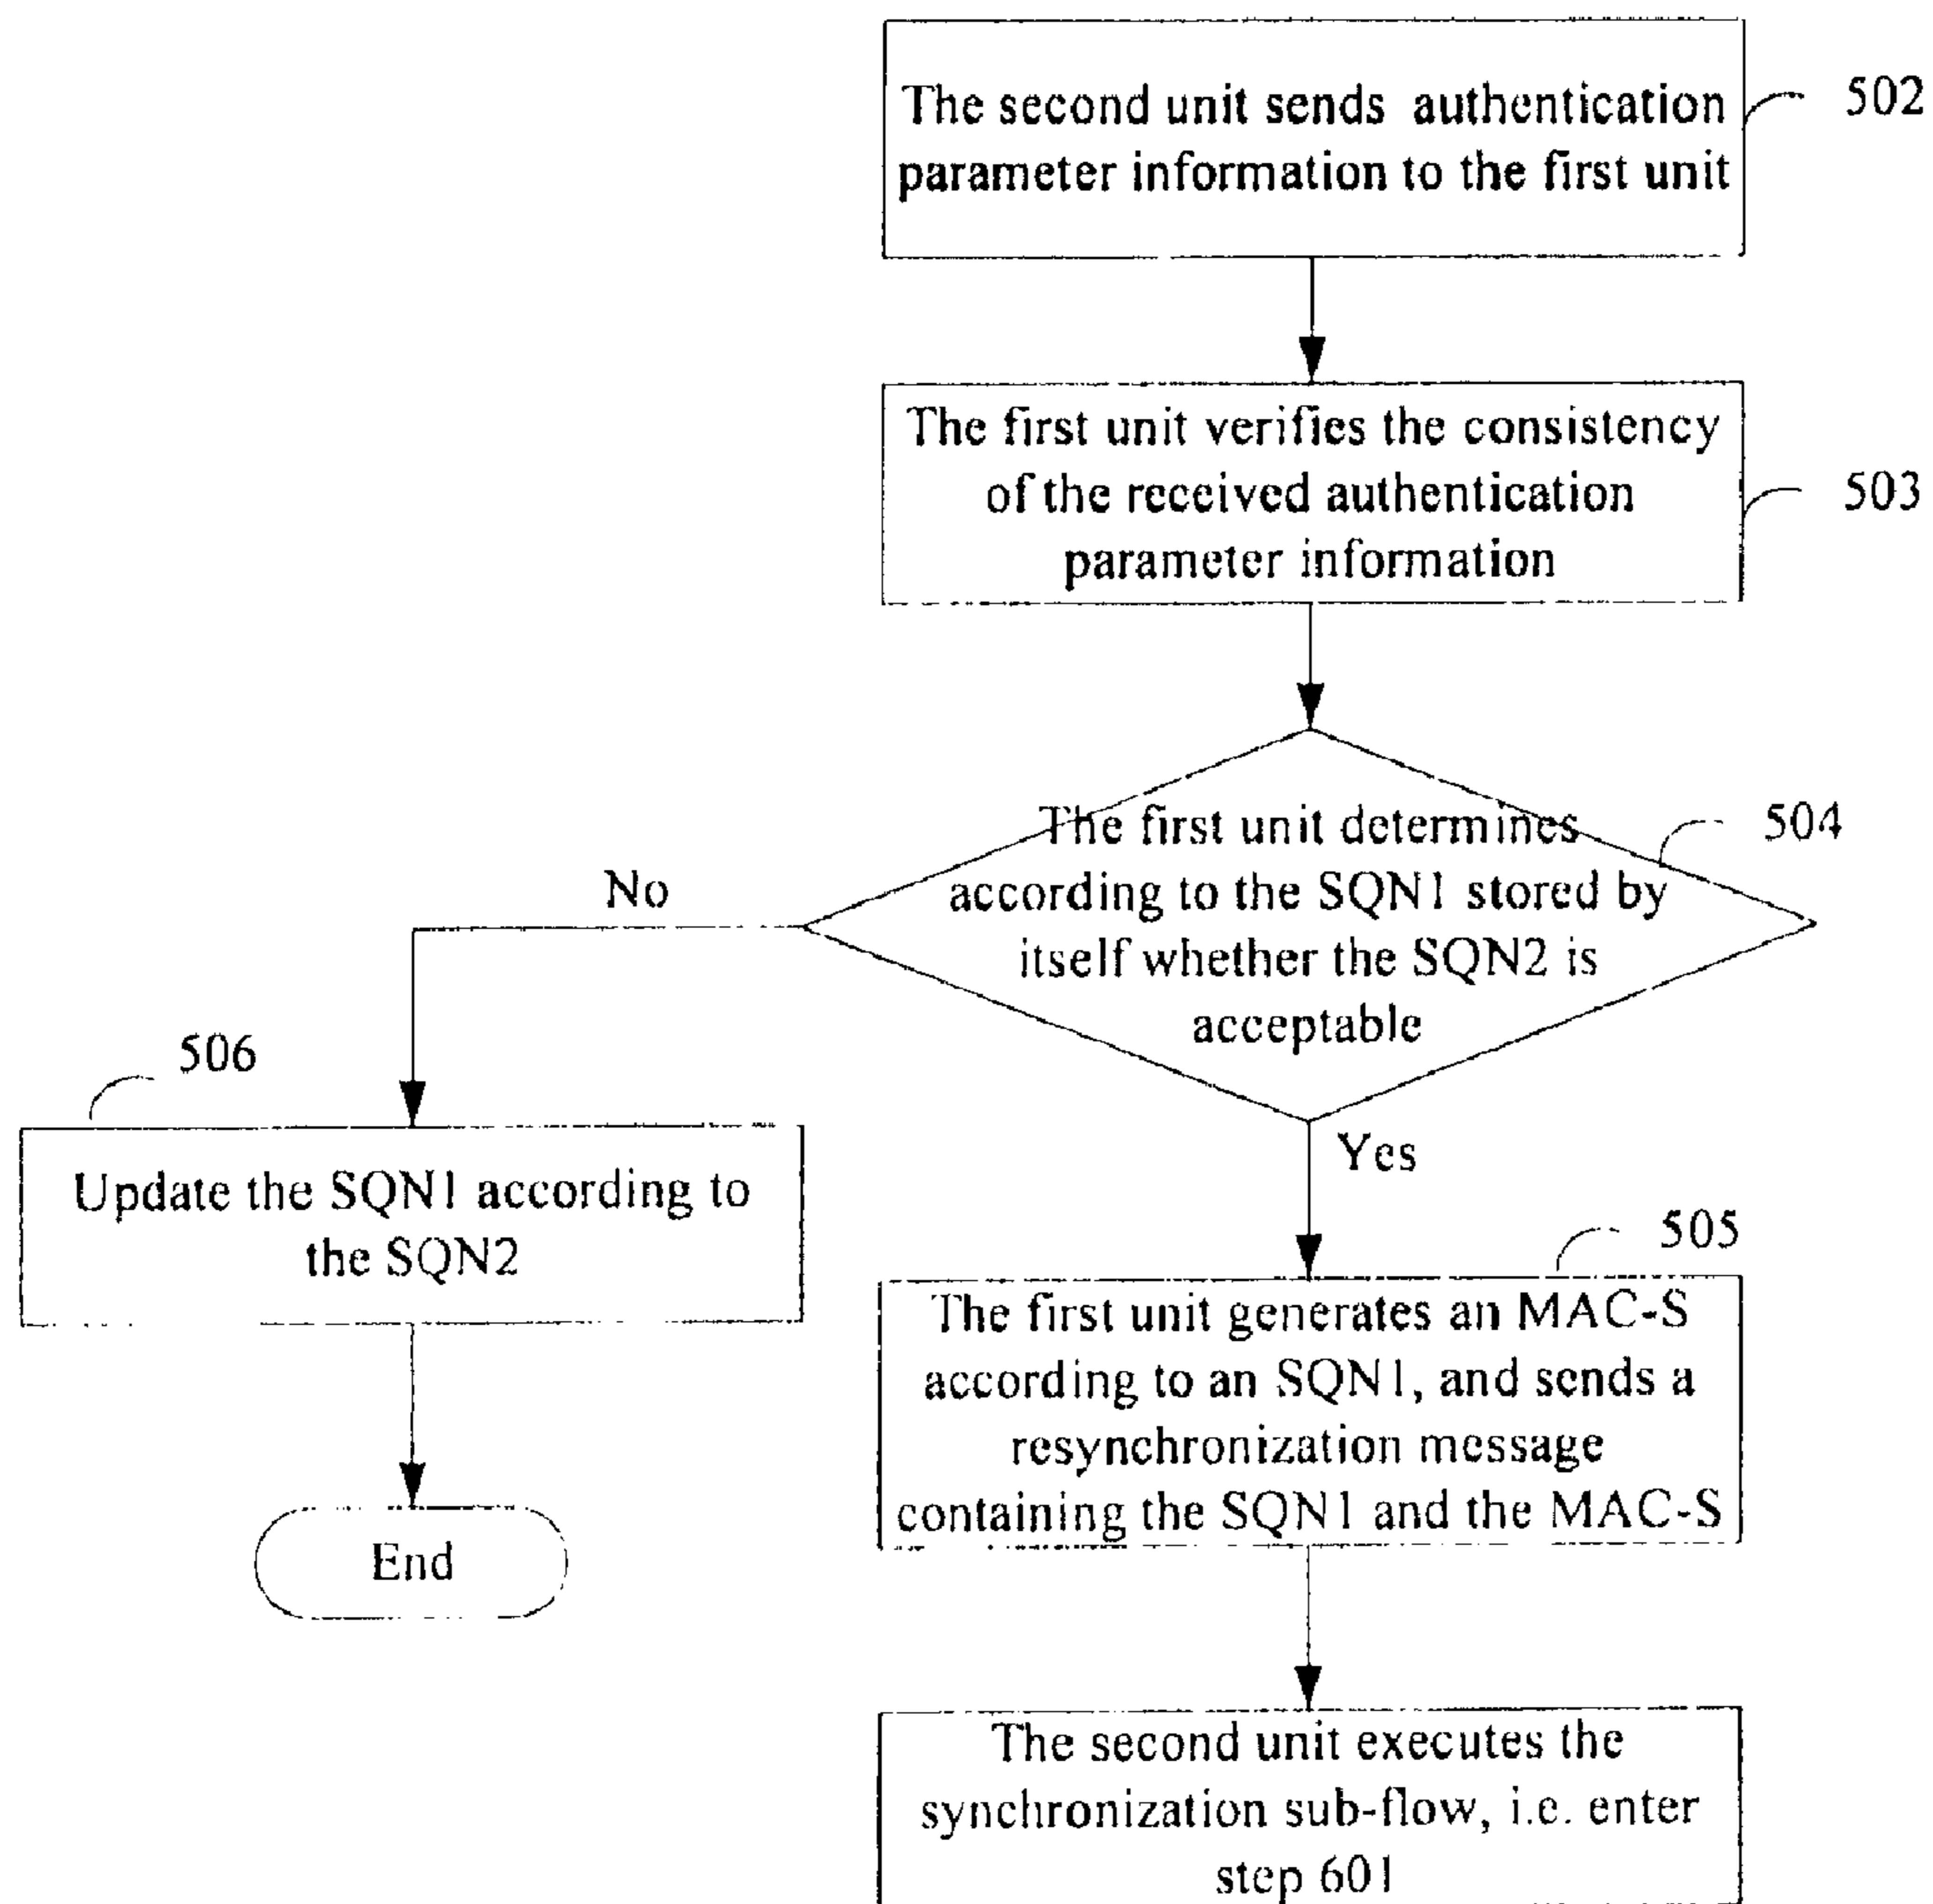 The second unit sends authentication
parameter information to the first unit
502
The first unit verifies the consistency
of the received authentication
parameter information
503
The first unit determines
according to the SQN1 stored by
itself whether the SQN2 is
acceptable
504
No
506
Update the SQN1 according to
the SQN2
End
Yes
505
The first unit generates an MAC-S
according to an SQN1, and sends a
resynchronization message
containing the SQN1 and the MAC-S
The second unit executes the
synchronization sub-flow, i.e. enter
step 601